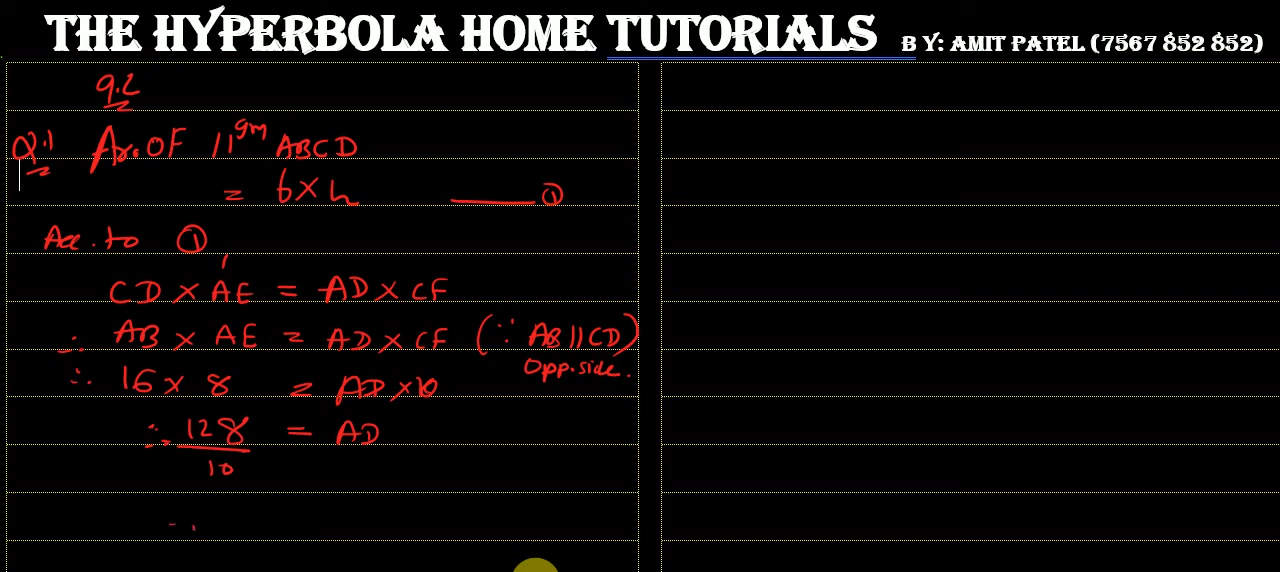 THE HYPERBOLA HOME TUTORIALS BY: AMIT PATEL (7567 852 852)
9.2
Q.1 Ar. OF 11gm ABCD
= b × h ——— ①
Acc. to ①
CD × AE = AD × CF
∴ AB × AE = AD × CF (∵ AB || CD)
opp. side.
∴ 16 × 8 = AD × 10
∴ 128 = AD
10